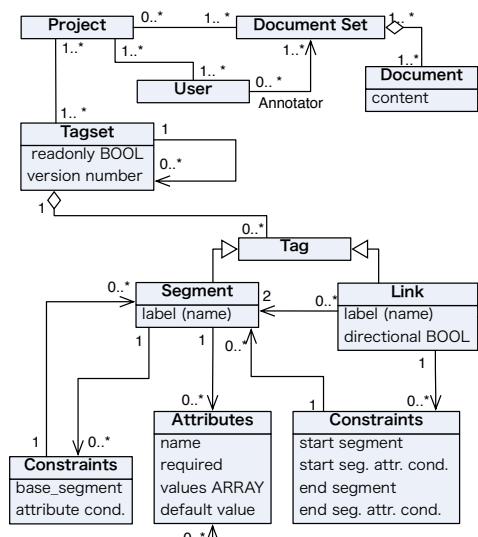 Project
0..*
1..*
Document Set
1..*
1..*
1..*
1..*
1..*
1..*
User
0..*
Annotator
Document
content
1..*
Tagset
readonly BOOL
version number
1
0..*
1
0..*
Tag
0..*
Segment
label (name)
2
0..*
Link
label (name)
directional BOOL
1
1
0..*
1
0..*
0..*
Attributes
name
required
values ARRAY
default value
1
Constraints
start segment
start seg. attr. cond.
end segment
end seg. attr. cond.
1
0..*
Constraints
base_segment
attribute cond.
0..*